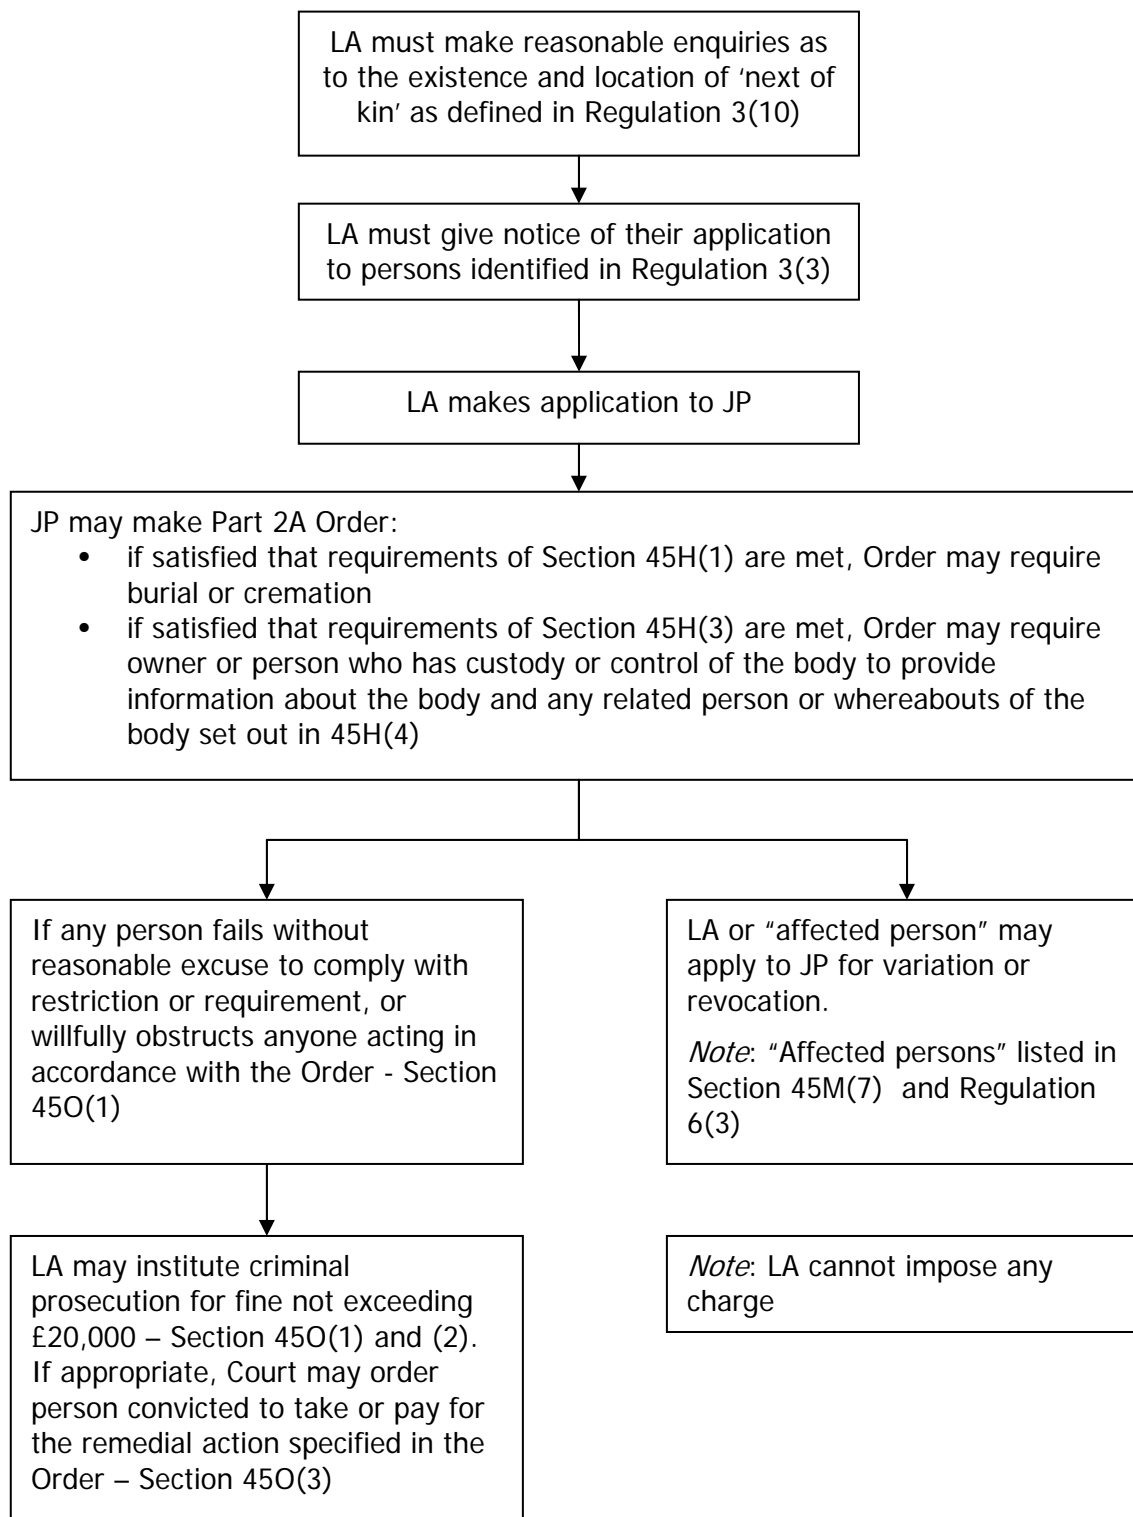 LA must make reasonable enquiries as
to the existence and location of ‘next of
kin’ as defined in Regulation 3(10)
LA must give notice of their application
to persons identified in Regulation 3(3)
LA makes application to JP
JP may make Part 2A Order:
• if satisfied that requirements of Section 45H(1) are met, Order may require
burial or cremation
• if satisfied that requirements of Section 45H(3) are met, Order may require
owner or person who has custody or control of the body to provide
information about the body and any related person or whereabouts of the
body set out in 45H(4)
If any person fails without
reasonable excuse to comply with
restriction or requirement, or
willfully obstructs anyone acting in
accordance with the Order - Section
45O(1)
LA or “affected person” may
apply to JP for variation or
revocation.
Note: “Affected persons” listed in
Section 45M(7) and Regulation
6(3)
LA may institute criminal
prosecution for fine not exceeding
£20,000 – Section 45O(1) and (2).
If appropriate, Court may order
person convicted to take or pay for
the remedial action specified in the
Order – Section 45O(3)
Note: LA cannot impose any
charge